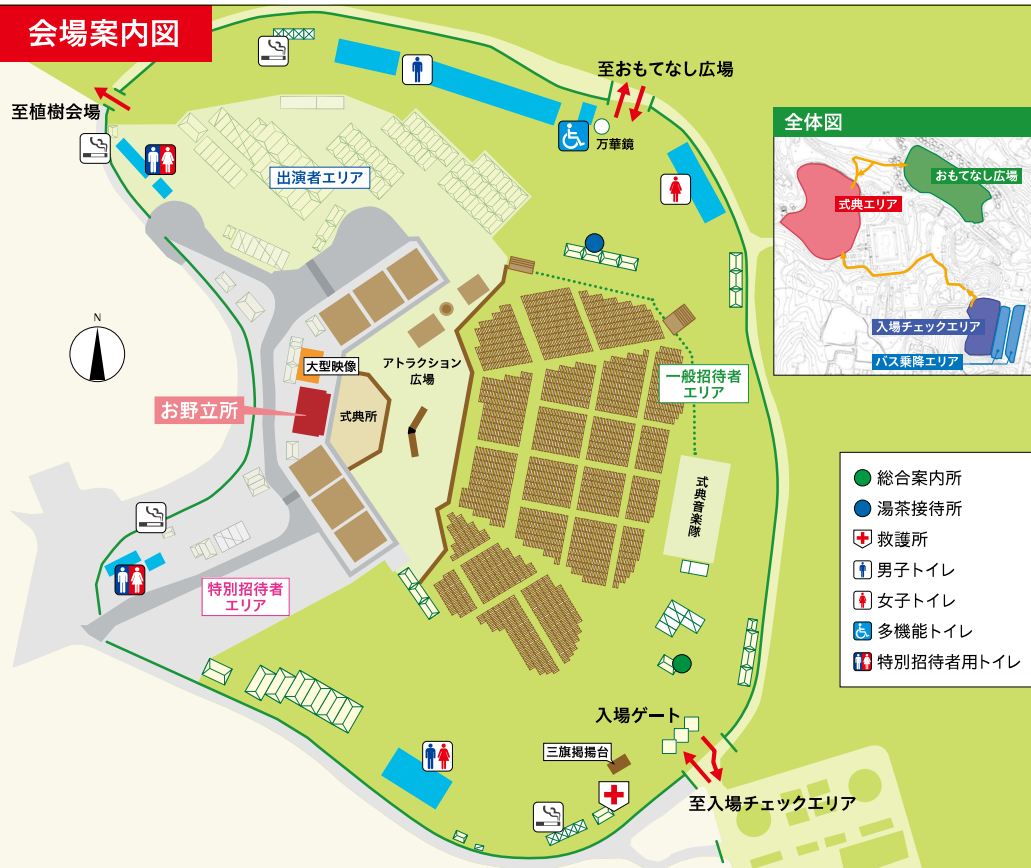 会場案内図
至おもてなし広場
至植樹会場
万華鏡
出演者エリア
全体図
おもてなし広場
式典エリア
入場チェックエリア
バス乗降エリア
N
大型映像
アトラクション
広場
一般招待者
エリア
お野立所
式典所
式典音楽隊
特別招待者
エリア
総合案内所
湯茶接待所
救護所
男子トイレ
女子トイレ
多機能トイレ
特別招待者用トイレ
入場ゲート
三旗掲揚台
至入場チェックエリア